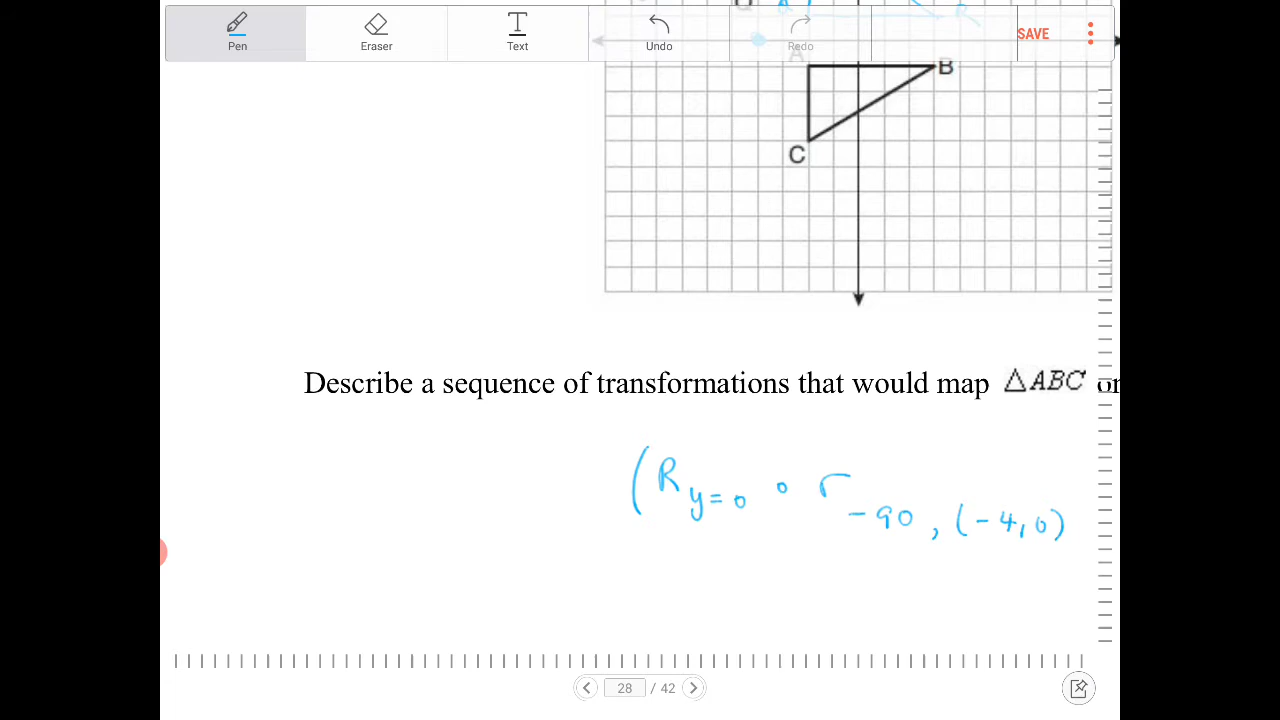 Pen Eraser Text Undo Redo SAVE
A
B
C
Describe a sequence of transformations that would map △ABC
(R y=0 ∘ r -90, (-4,0)
28 / 42